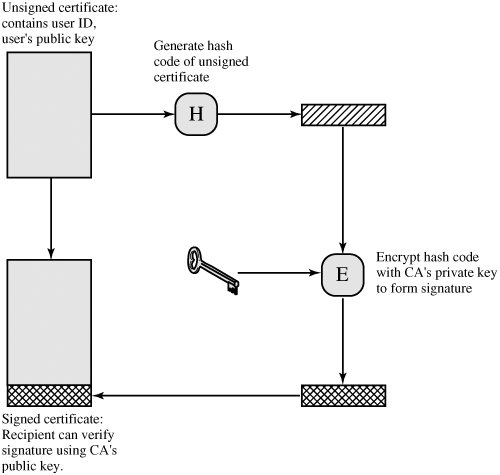 Unsigned certificate:
contains user ID,
user's public key
Generate hash
code of unsigned
certificate
H
E
Encrypt hash code
with CA's private key
to form signature
Signed certificate:
Recipient can verify
signature using CA's
public key.